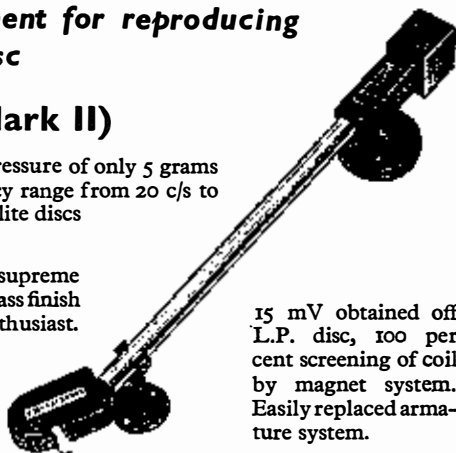 ent for reproducing
sc
ark II)
ressure of only 5 grams
cy range from 20 c/s to
lite discs
supreme
ass finish
thusiast.
15 mV obtained off
L.P. disc, 100 per
cent screening of coil
by magnet system.
Easily replaced arma-
ture system.